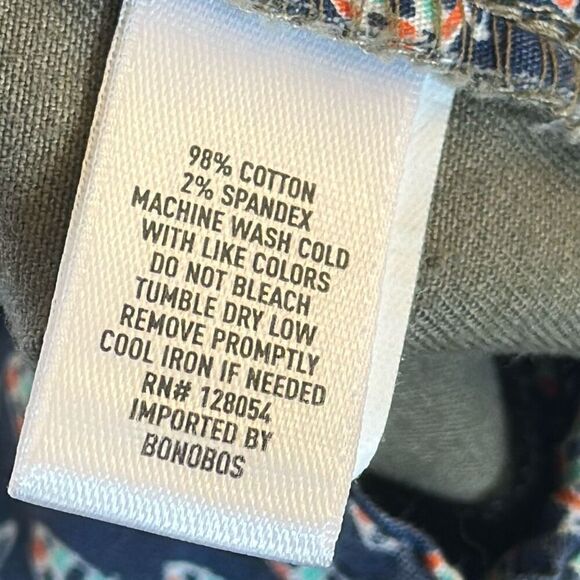 98% COTTON
2% SPANDEX
MACHINE WASH COLD
WITH LIKE COLORS
DO NOT BLEACH
TUMBLE DRY LOW
REMOVE PROMPTLY
COOL IRON IF NEEDED
RN# 128054
IMPORTED BY
BONOBOS